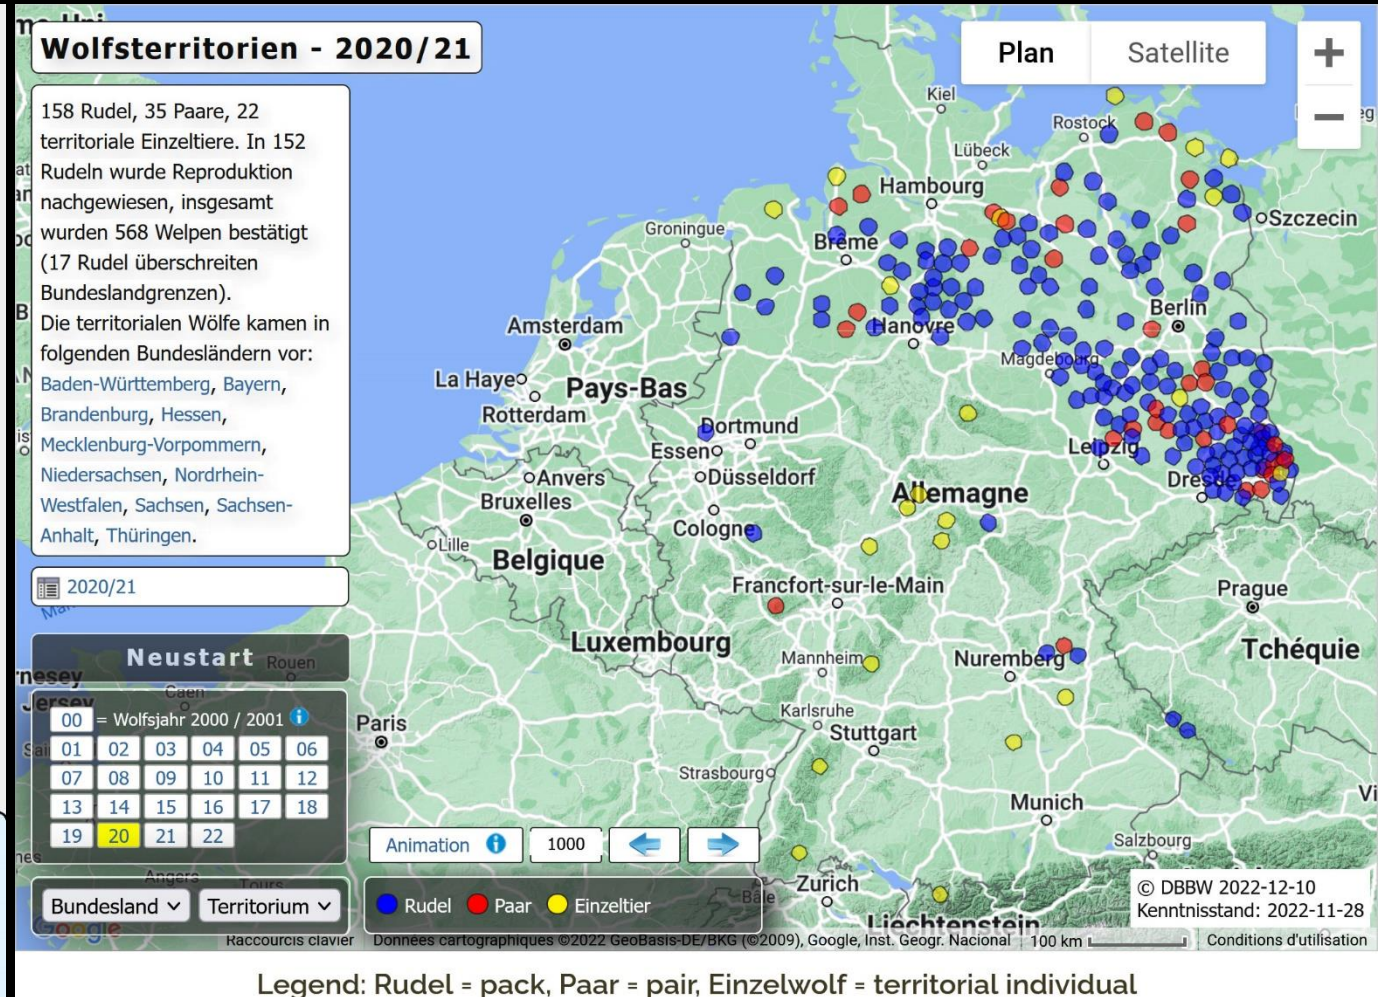 Wolfsterritorien - 2020/21
158 Rudel, 35 Paare, 22
territoriale Einzeltiere. In 152
Rudeln wurde Reproduktion
nachgewiesen, insgesamt
wurden 568 Welpen bestätigt
(17 Rudel überschreiten
Bundeslandgrenzen).
Die territorialen Wölfe kamen in
folgenden Bundesländern vor:
Baden-Württemberg, Bayern,
Brandenburg, Hessen,
Mecklenburg-Vorpommern,
Niedersachsen, Nordrhein-
Westfalen, Sachsen, Sachsen-
Anhalt, Thüringen.
2020/21
Neustart
00 = Wolfsjahr 2000 / 2001
01 02 03 04 05 06
07 08 09 10 11 12
13 14 15 16 17 18
19 20 21 22
Bundesland
Territorium
Animation
1000
Rudel Paar Einzeltier
Plan
Satellite
Kiel
Rostock
Lübeck
Hambourg
Szczecin
Groningue
Brême
Berlin
Amsterdam
Hanovre
Magdebourg
La Haye
Pays-Bas
Rotterdam
Dortmund
Essen
Leipzig
Anvers
Düsseldorf
Dresde
Bruxelles
Allemagne
Cologne
Lille
Belgique
Francfort-sur-le-Main
Prague
Luxembourg
Tchéquie
Rouen
Mannheim
Nuremberg
Jersey
Caen
Karlsruhe
Paris
Stuttgart
Strasbourg
Munich
Salzbourg
Angers
Tours
Zurich
Bâle
Liechtenstein
© DBBW 2022-12-10
Kenntnisstand: 2022-11-28
Google
Raccourcis clavier
Données cartographiques ©2022 GeoBasis-DE/BKG (©2009), Google, Inst. Geogr. Nacional
100 km
Conditions d'utilisation
Legend: Rudel = pack, Paar = pair, Einzelwolf = territorial individual